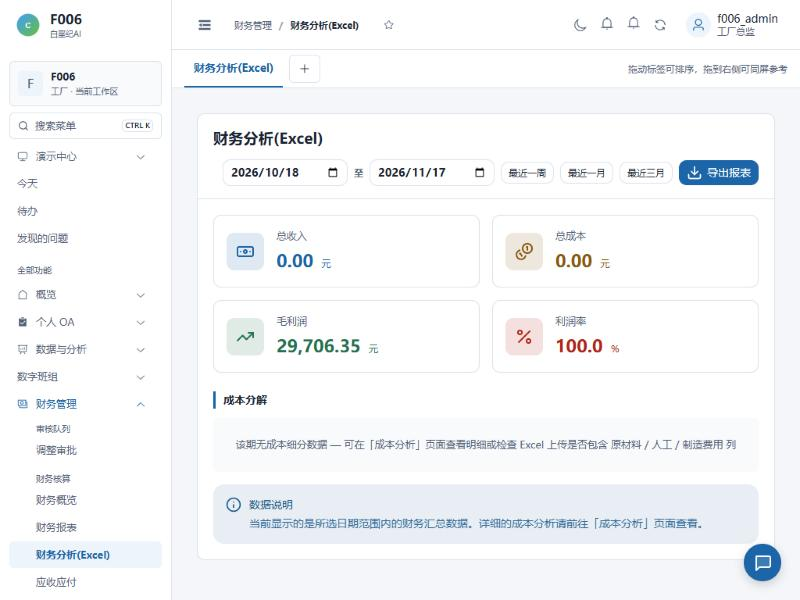 C
F006
白垩纪AI
F
F006
工厂 · 当前工作区
搜索菜单
CTRL K
演示中心
今天
待办
发现的问题
全部功能
概览
个人 OA
数据与分析
数字班组
财务管理
审核队列
调整审批
财务核算
财务概览
财务报表
财务分析(Excel)
应收应付
财务管理 / 财务分析(Excel)
f006_admin
工厂总监
财务分析(Excel)
+
拖动标签可排序，拖到右侧可同屏参考
财务分析(Excel)
2026/10/18 至 2026/11/17 最近一周 最近一月 最近三月 导出报表
总收入
0.00 元
总成本
0.00 元
毛利润
29,706.35 元
利润率
100.0 %
成本分解
该期无成本细分数据 — 可在「成本分析」页面查看明细或检查 Excel 上传是否包含 原材料 / 人工 / 制造费用 列
数据说明
当前显示的是所选日期范围内的财务汇总数据。详细的成本分析请前往「成本分析」页面查看。